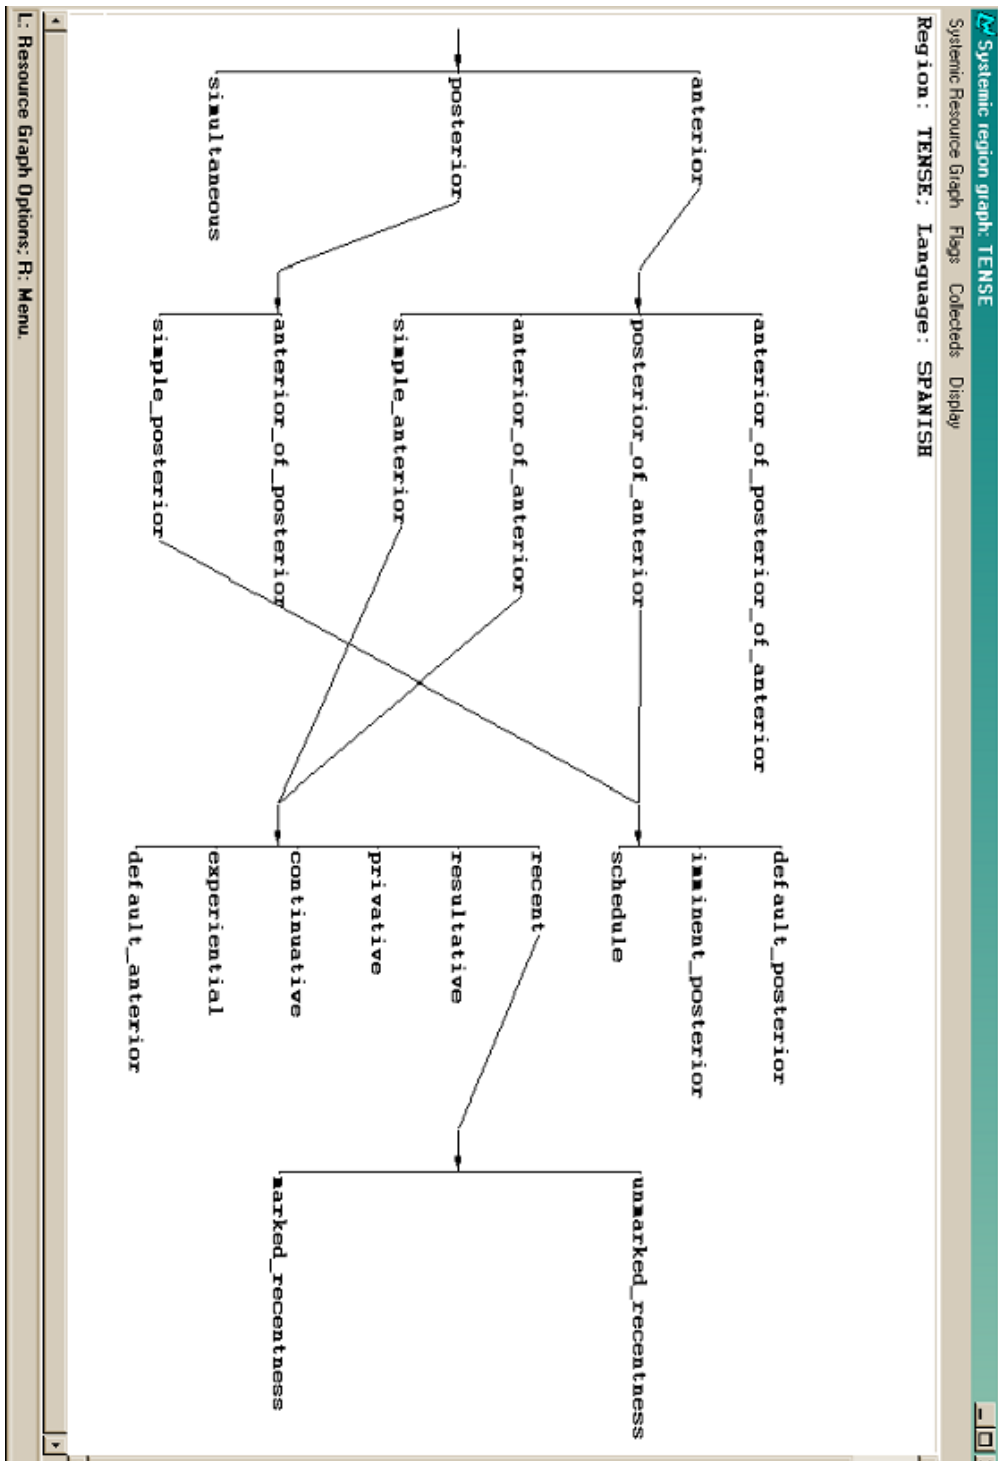 Systemic region graph: TENSE
Systemic Resource Graph Flags Collecteds Display
Region: TENSE; Language: SPANISH
anterior
posterior
simultaneous
anterior_of_posterior_of_anterior
posterior_of_anterior
anterior_of_anterior
simple_anterior
anterior_of_posterior
simple_posterior
default_posterior
imminent_posterior
schedule
recent
resultative
privative
continuative
experiential
default_anterior
unmarked_recentness
marked_recentness
L: Resource Graph Options; R: Menu.